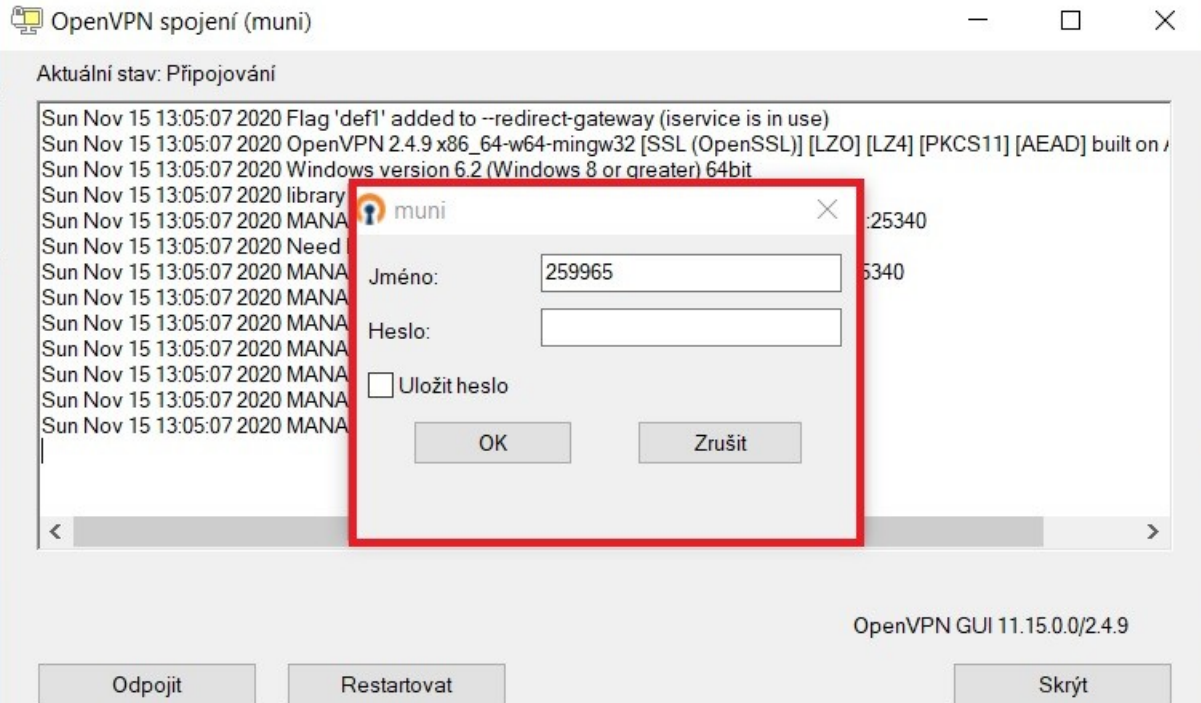 OpenVPN spojení (muni)
Aktuální stav: Připojování
Sun Nov 15 13:05:07 2020 Flag 'def1' added to --redirect-gateway (iservice is in use)
Sun Nov 15 13:05:07 2020 OpenVPN 2.4.9 x86_64-w64-mingw32 [SSL (OpenSSL)] [LZO] [LZ4] [PKCS11] [AEAD] built on
Sun Nov 15 13:05:07 2020 Windows version 6.2 (Windows 8 or greater) 64bit
Sun Nov 15 13:05:07 2020 library
Sun Nov 15 13:05:07 2020 MANA :25340
Sun Nov 15 13:05:07 2020 Need
Sun Nov 15 13:05:07 2020 MANA 5340
Sun Nov 15 13:05:07 2020 MANA
Sun Nov 15 13:05:07 2020 MANA
Sun Nov 15 13:05:07 2020 MANA
Sun Nov 15 13:05:07 2020 MANA
Sun Nov 15 13:05:07 2020 MANA
Sun Nov 15 13:05:07 2020 MANA
muni
Jméno: 259965
Heslo:
Uložit heslo
OK Zrušit
OpenVPN GUI 11.15.0.0/2.4.9
Odpojit Restartovat Skrýt